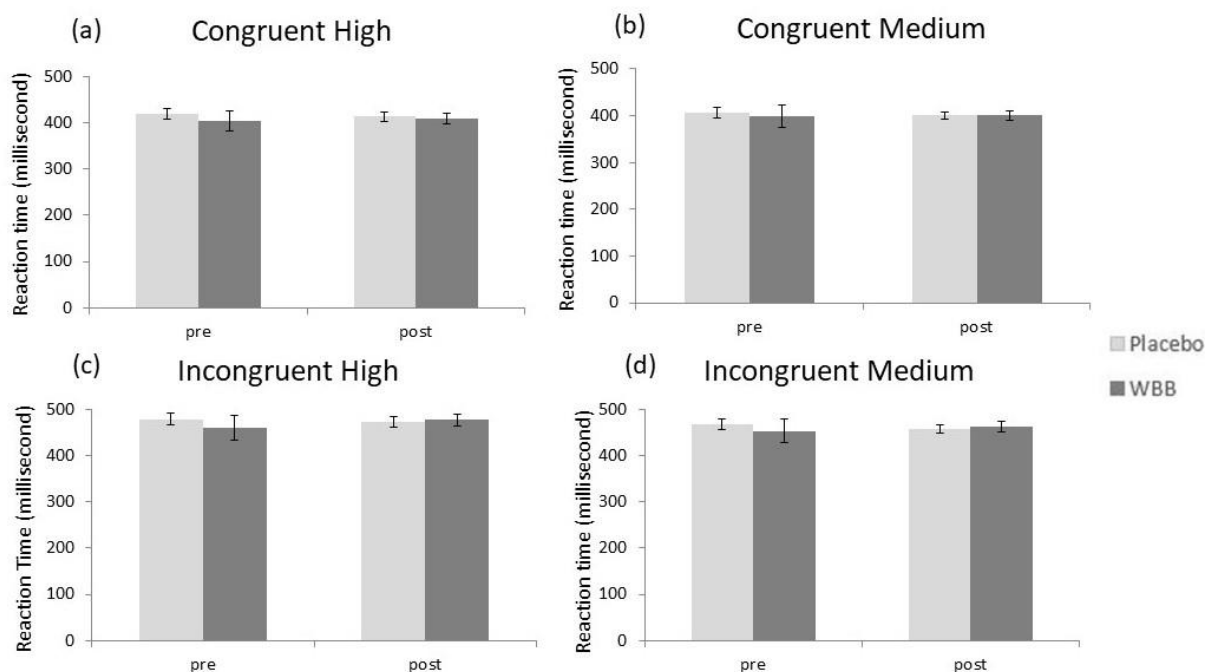 (a) Congruent High
Reaction time (millisecond)
500
400
300
200
100
0
pre post
(b) Congruent Medium
Reaction time (millisecond)
500
400
300
200
100
0
pre post
(c) Incongruent High
Reaction Time (millisecond)
500
400
300
200
100
0
pre post
(d) Incongruent Medium
Reaction time (millisecond)
500
400
300
200
100
0
pre post
Placebo
WBB